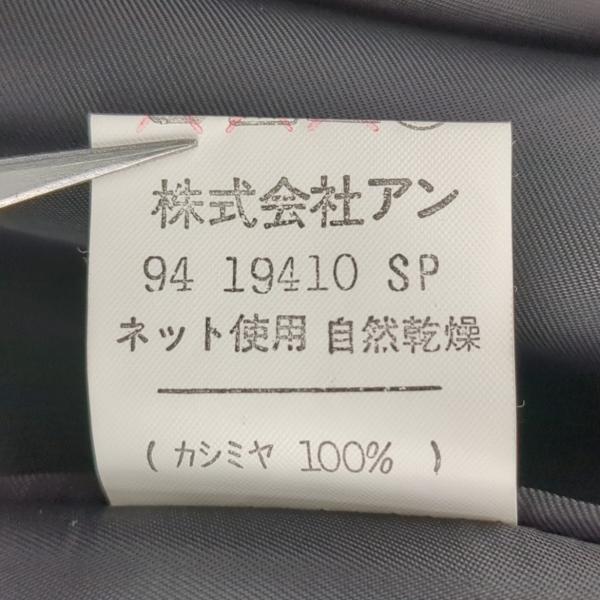 株式会社アン
94 19410 SP
ネット使用 自然乾燥
( カシミヤ 100% )